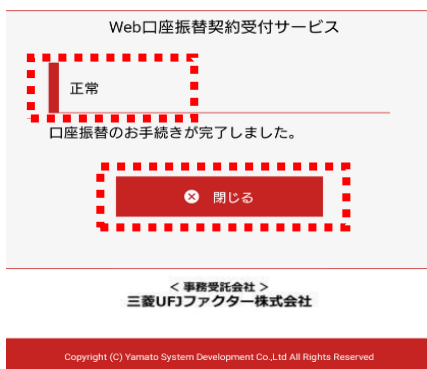 Web口座振替契約受付サービス
正常
口座振替のお手続きが完了しました。
閉じる
＜事務受託会社＞
三菱UFJファクター株式会社
Copyright (C) Yamato System Development Co.,Ltd All Rights Reserved